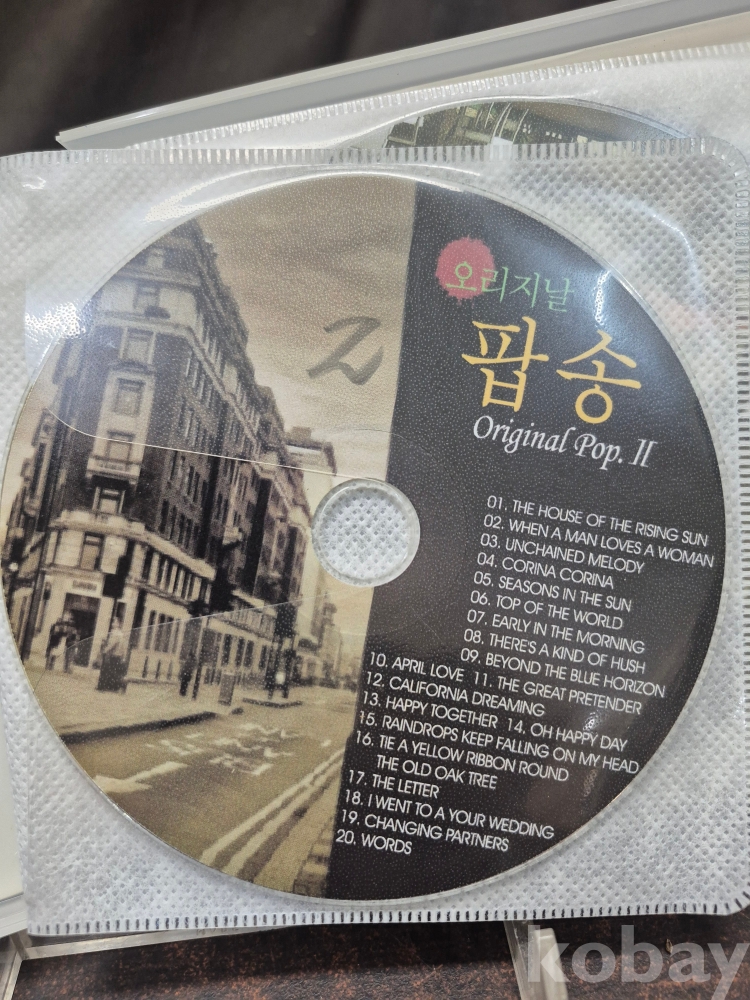 오리지날
팝송
Original Pop. II
2
01. THE HOUSE OF THE RISING SUN
02. WHEN A MAN LOVES A WOMAN
03. UNCHAINED MELODY
04. CORINA CORINA
05. SEASONS IN THE SUN
06. TOP OF THE WORLD
07. EARLY IN THE MORNING
08. THERE'S A KIND OF HUSH
09. BEYOND THE BLUE HORIZON
10. APRIL LOVE 11. THE GREAT PRETENDER
12. CALIFORNIA DREAMING
13. HAPPY TOGETHER 14. OH HAPPY DAY
15. RAINDROPS KEEP FALLING ON MY HEAD
16. TIE A YELLOW RIBBON ROUND
THE OLD OAK TREE
17. THE LETTER
18. I WENT TO A YOUR WEDDING
19. CHANGING PARTNERS
20. WORDS
kobay